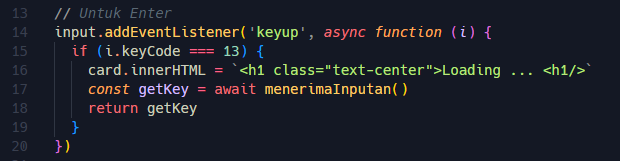 13 // Untuk Enter
14 input.addEventListener('keyup', async function (i) {
15 if (i.keyCode === 13) {
16 card.innerHTML = `<h1 class="text-center">Loading ... <h1/>`
17 const getKey = await menerimaInputan()
18 return getKey
19 }
20 })